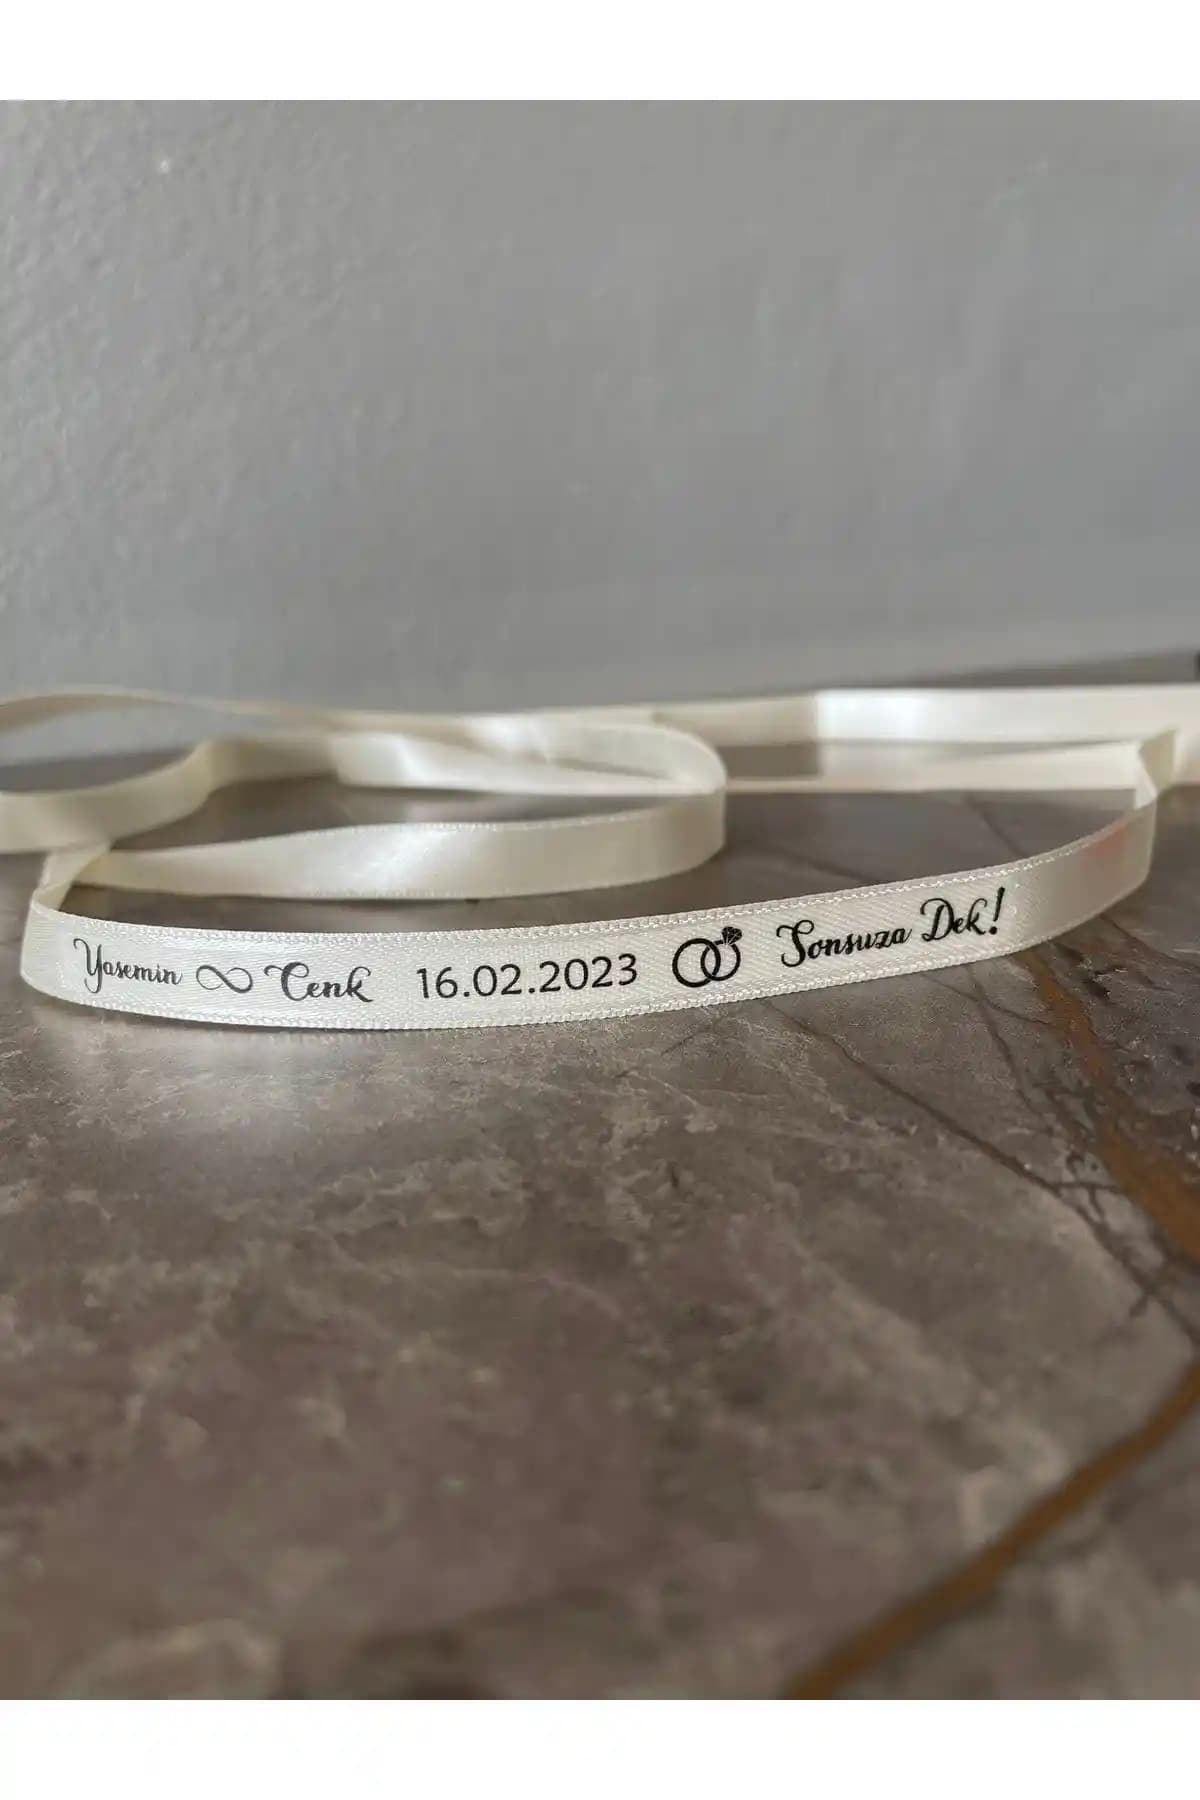 Yasemin ∞ Cenk 16.02.2023 Sonsuza Dek!